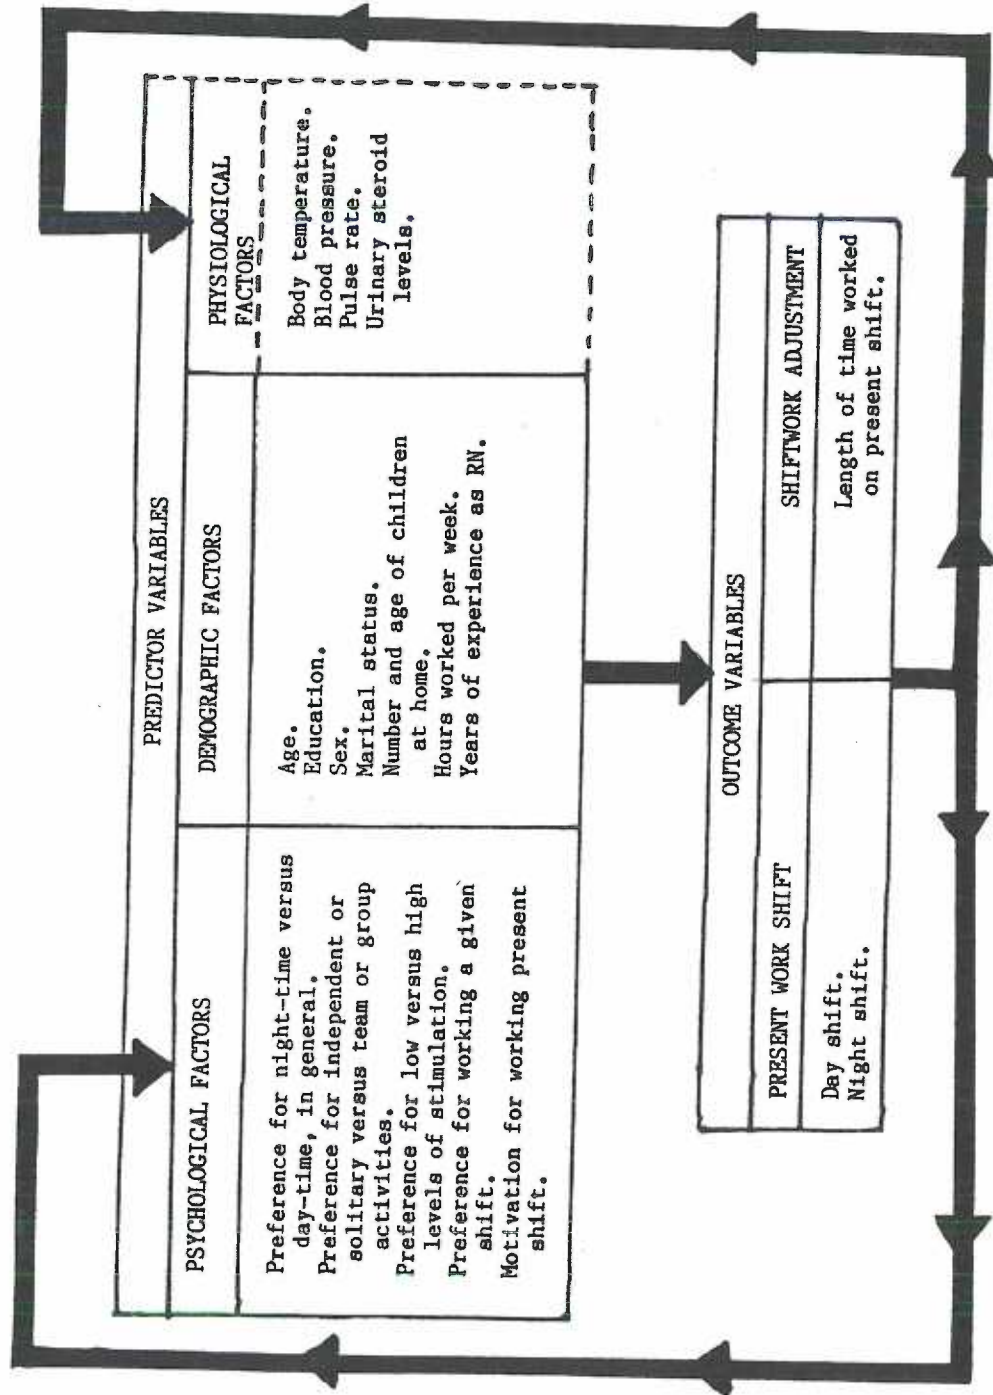 PREDICTOR VARIABLES
PSYCHOLOGICAL FACTORS
Preference for night-time versus
day-time, in general.
Preference for independent or
solitary versus team or group
activities.
Preference for low versus high
levels of stimulation.
Preference for working a given
shift.
Motivation for working present
shift.
DEMOGRAPHIC FACTORS
Age.
Education.
Sex.
Marital status.
Number and age of children
at home.
Hours worked per week.
Years of experience as RN.
PHYSIOLOGICAL
FACTORS
Body temperature.
Blood pressure.
Pulse rate.
Urinary steroid
levels.
OUTCOME VARIABLES
PRESENT WORK SHIFT
Day shift.
Night shift.
SHIFTWORK ADJUSTMENT
Length of time worked
on present shift.